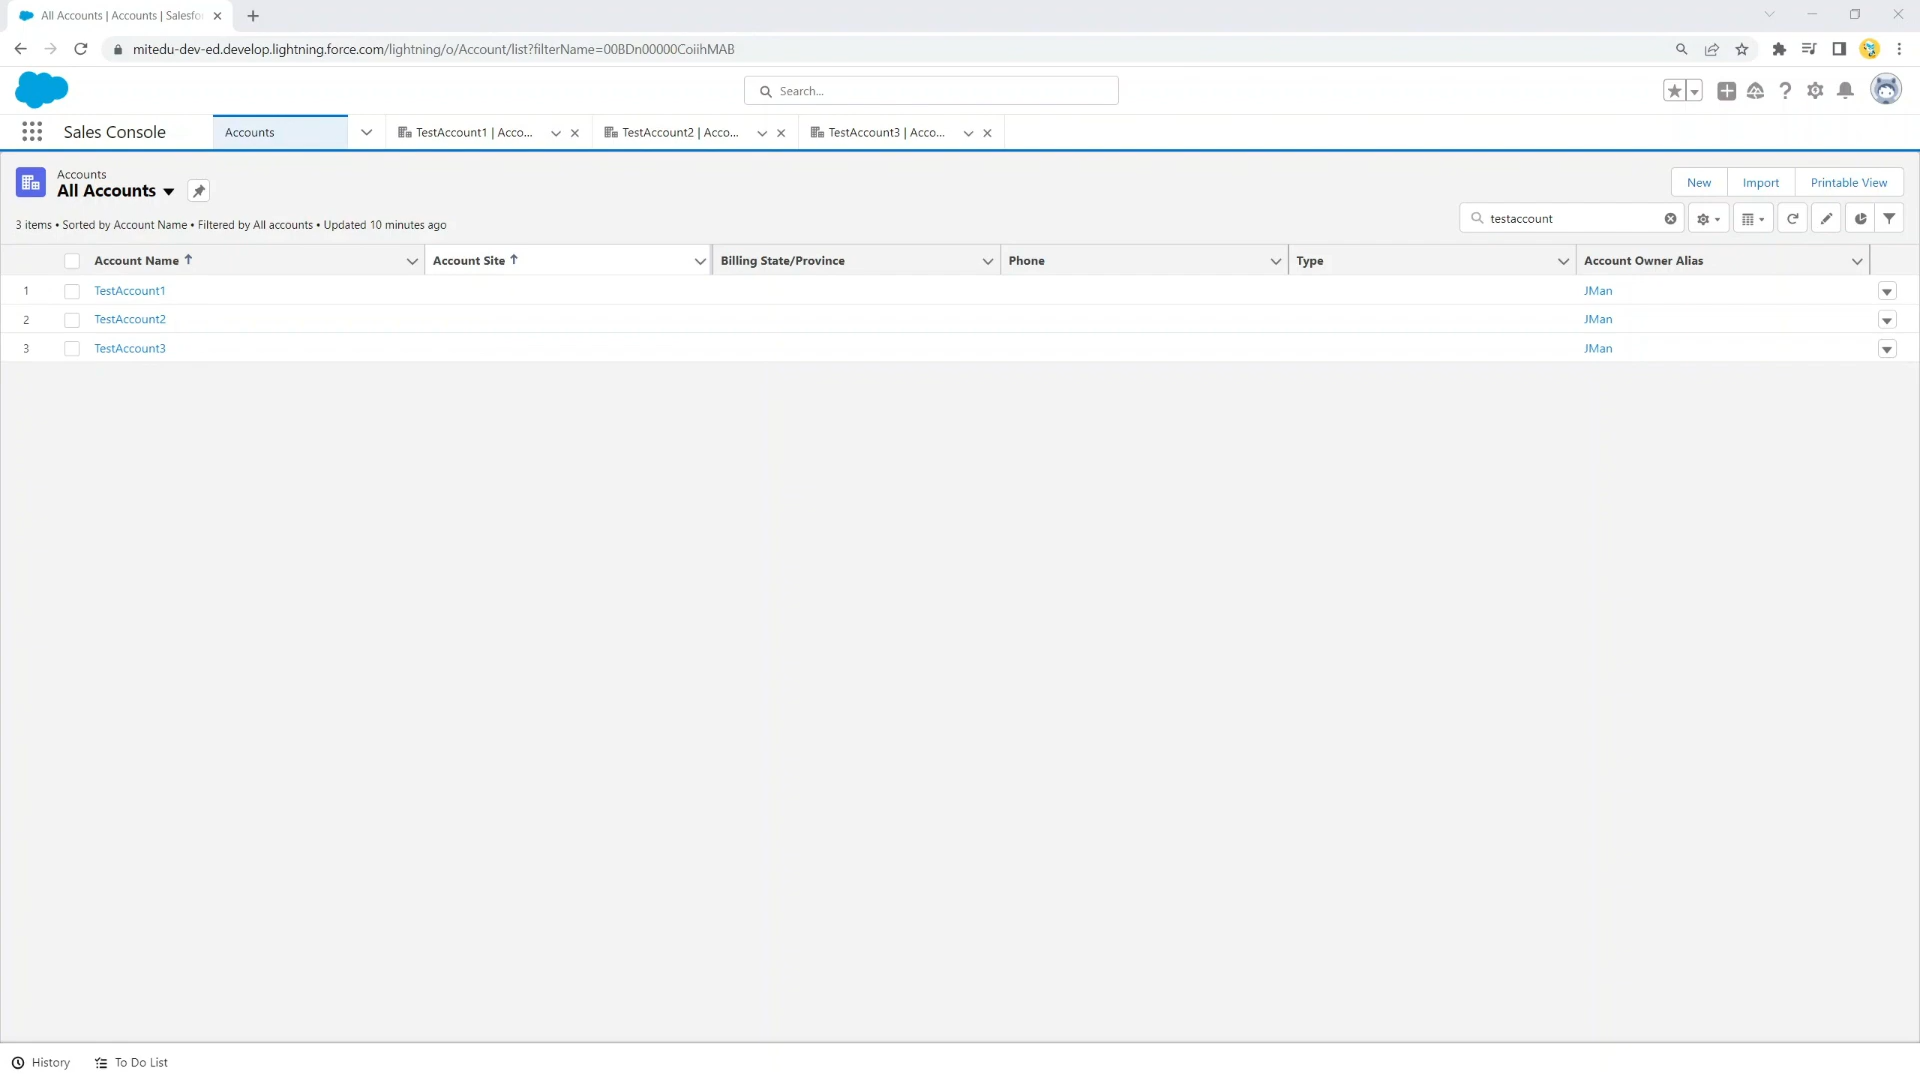 All Accounts | Accounts | Salesfo
mitedu-dev-ed.develop.lightning.force.com/lightning/o/Account/list?filterName=00BDn00000CoiihMAB
Search...
Sales Console
Accounts
TestAccount1 | Acco...
TestAccount2 | Acco...
TestAccount3 | Acco...
Accounts
All Accounts
New
Import
Printable View
3 items • Sorted by Account Name • Filtered by All accounts • Updated 10 minutes ago
testaccount
Account Name
Account Site
Billing State/Province
Phone
Type
Account Owner Alias
1 TestAccount1 JMan
2 TestAccount2 JMan
3 TestAccount3 JMan
History
To Do List